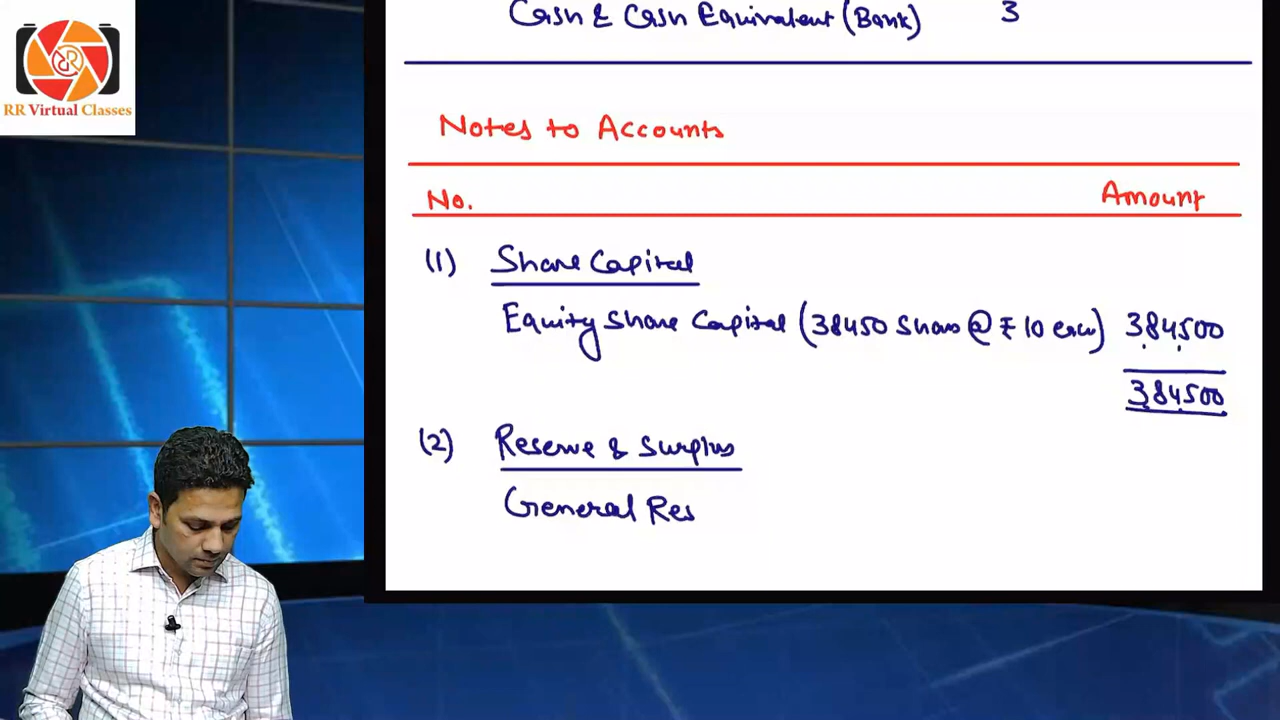 RR Virtual Classes
Cash & Cash Equivalent (Bank) 3
Notes to Accounts
No. Amount
(1) Share Capital
Equity Share Capital (38450 Share @ ₹ 10 each) 384500
384500
(2) Reserve & Surplus
General Res